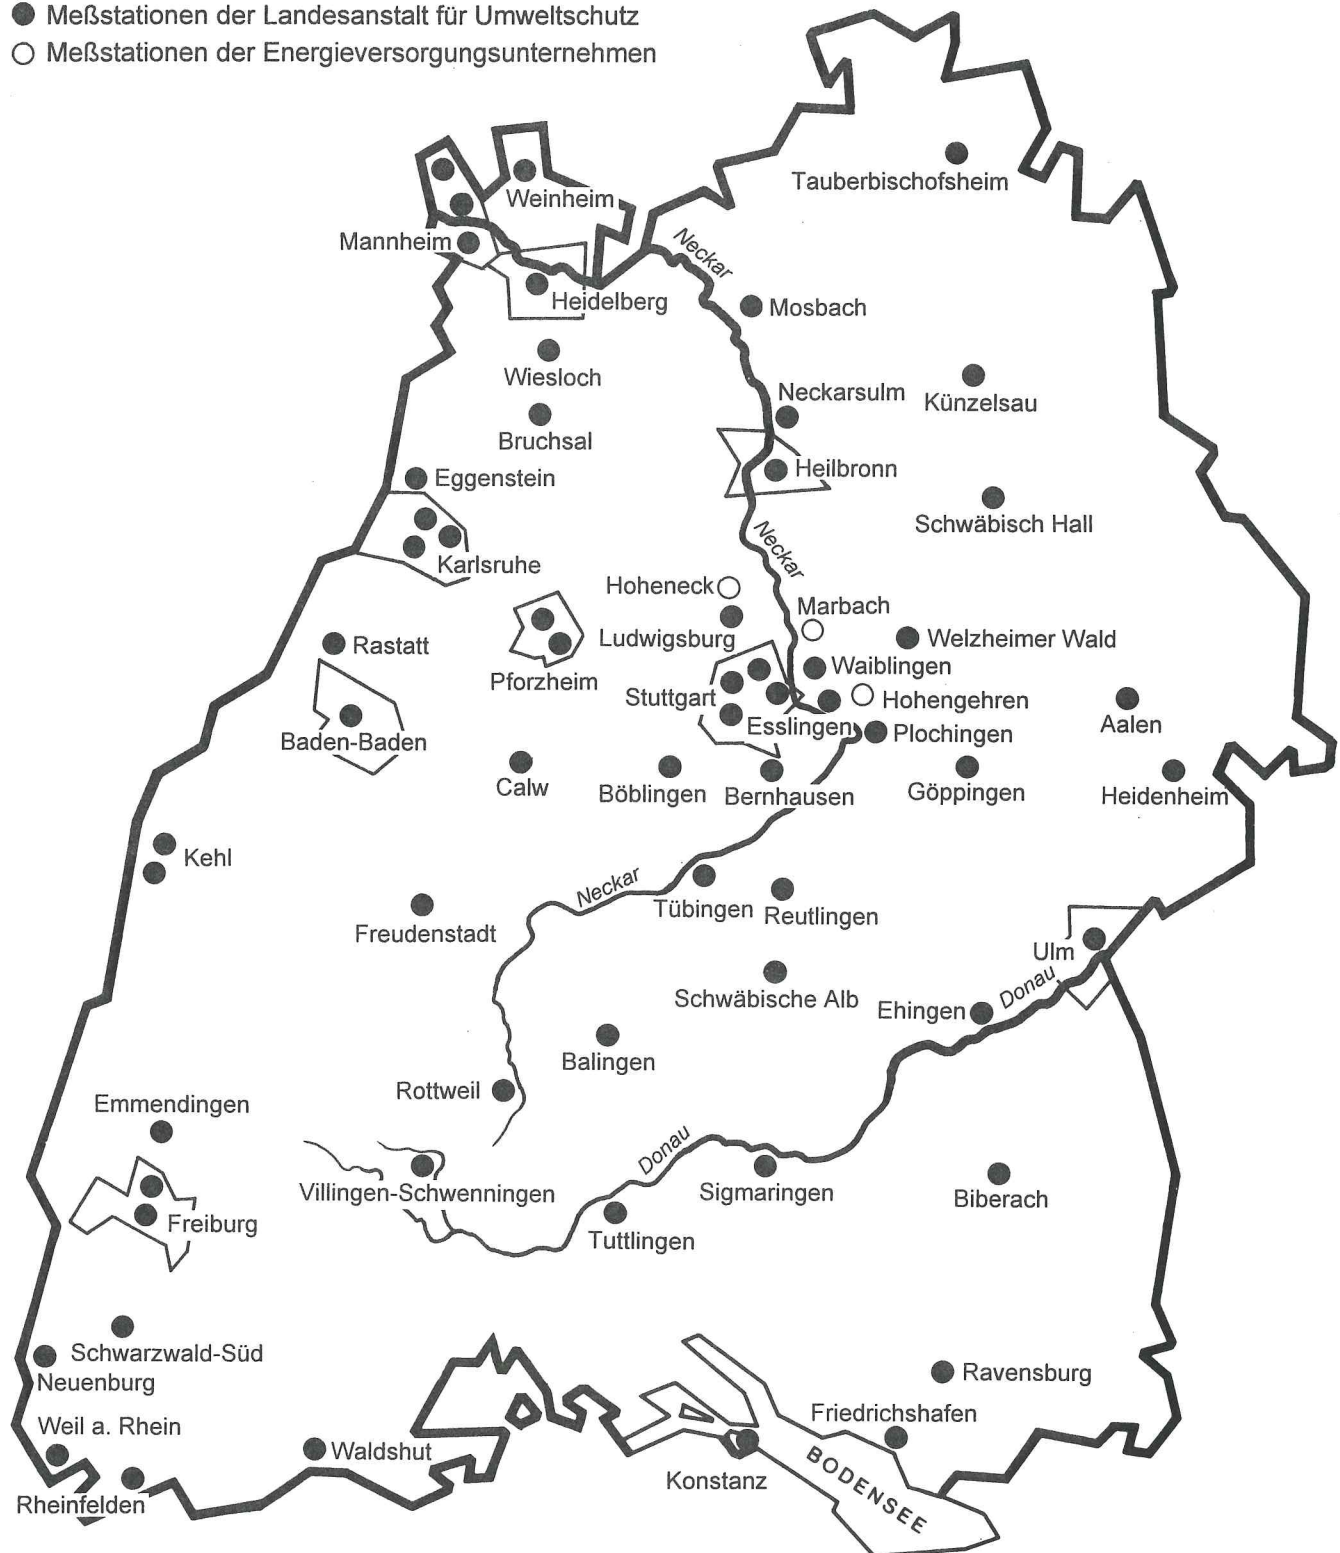 Meßstationen der Landesanstalt für Umweltschutz
Meßstationen der Energieversorgungsunternehmen
Tauberbischofsheim
Weinheim
Mannheim
Neckar
Heidelberg
Mosbach
Wiesloch
Neckarsulm
Künzelsau
Bruchsal
Heilbronn
Eggenstein
Schwäbisch Hall
Neckar
Karlsruhe
Hoheneck
Marbach
Ludwigsburg
Welzheimer Wald
Rastatt
Waiblingen
Pforzheim
Stuttgart
Hohengehren
Esslingen
Aalen
Plochingen
Baden-Baden
Calw
Böblingen
Bernhausen
Göppingen
Heidenheim
Kehl
Neckar
Tübingen
Reutlingen
Freudenstadt
Ulm
Schwäbische Alb
Donau
Ehingen
Balingen
Rottweil
Emmendingen
Donau
Villingen-Schwenningen
Sigmaringen
Biberach
Freiburg
Tuttlingen
Schwarzwald-Süd
Ravensburg
Neuenburg
Friedrichshafen
Weil a. Rhein
Waldshut
Konstanz
BODENSEE
Rheinfelden